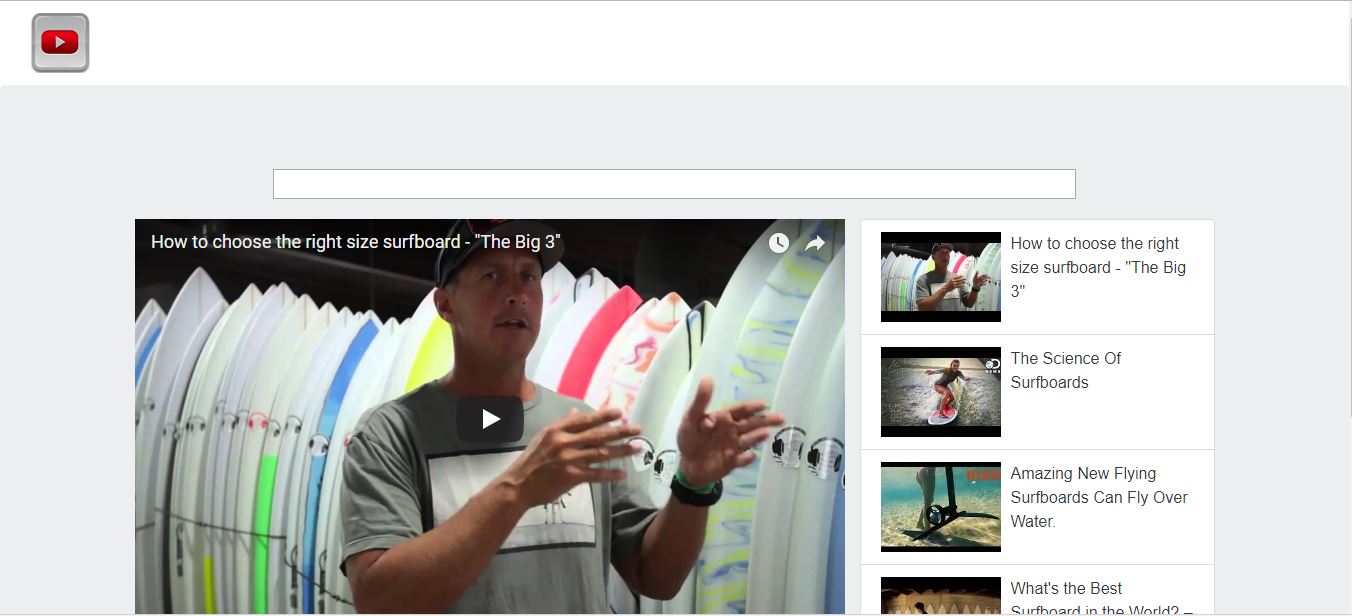 How to choose the right size surfboard - "The Big 3"
How to choose the right
size surfboard - "The Big
3"
The Science Of
Surfboards
NEWS
Amazing New Flying
Surfboards Can Fly Over
Water.
What's the Best
Surfboard in the World? –